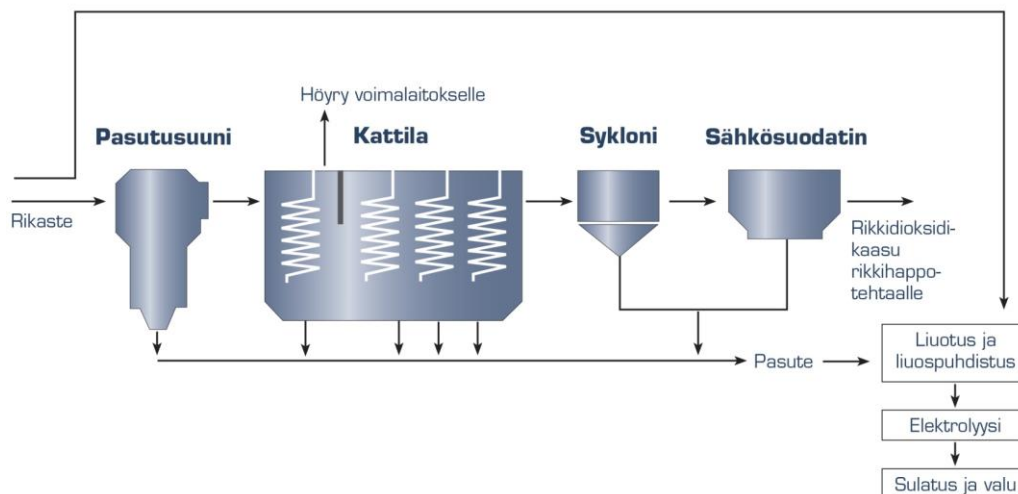 Höyry voimalaitokselle
Pasutusuuni
Kattila
Sykloni
Sähkösuodatin
Rikaste
Rikkidioksidi-
kaasu
rikkihappo-
tehtaalle
Pasute
Liuotus ja
liuospuhdistus
Elektrolyysi
Sulatus ja valu